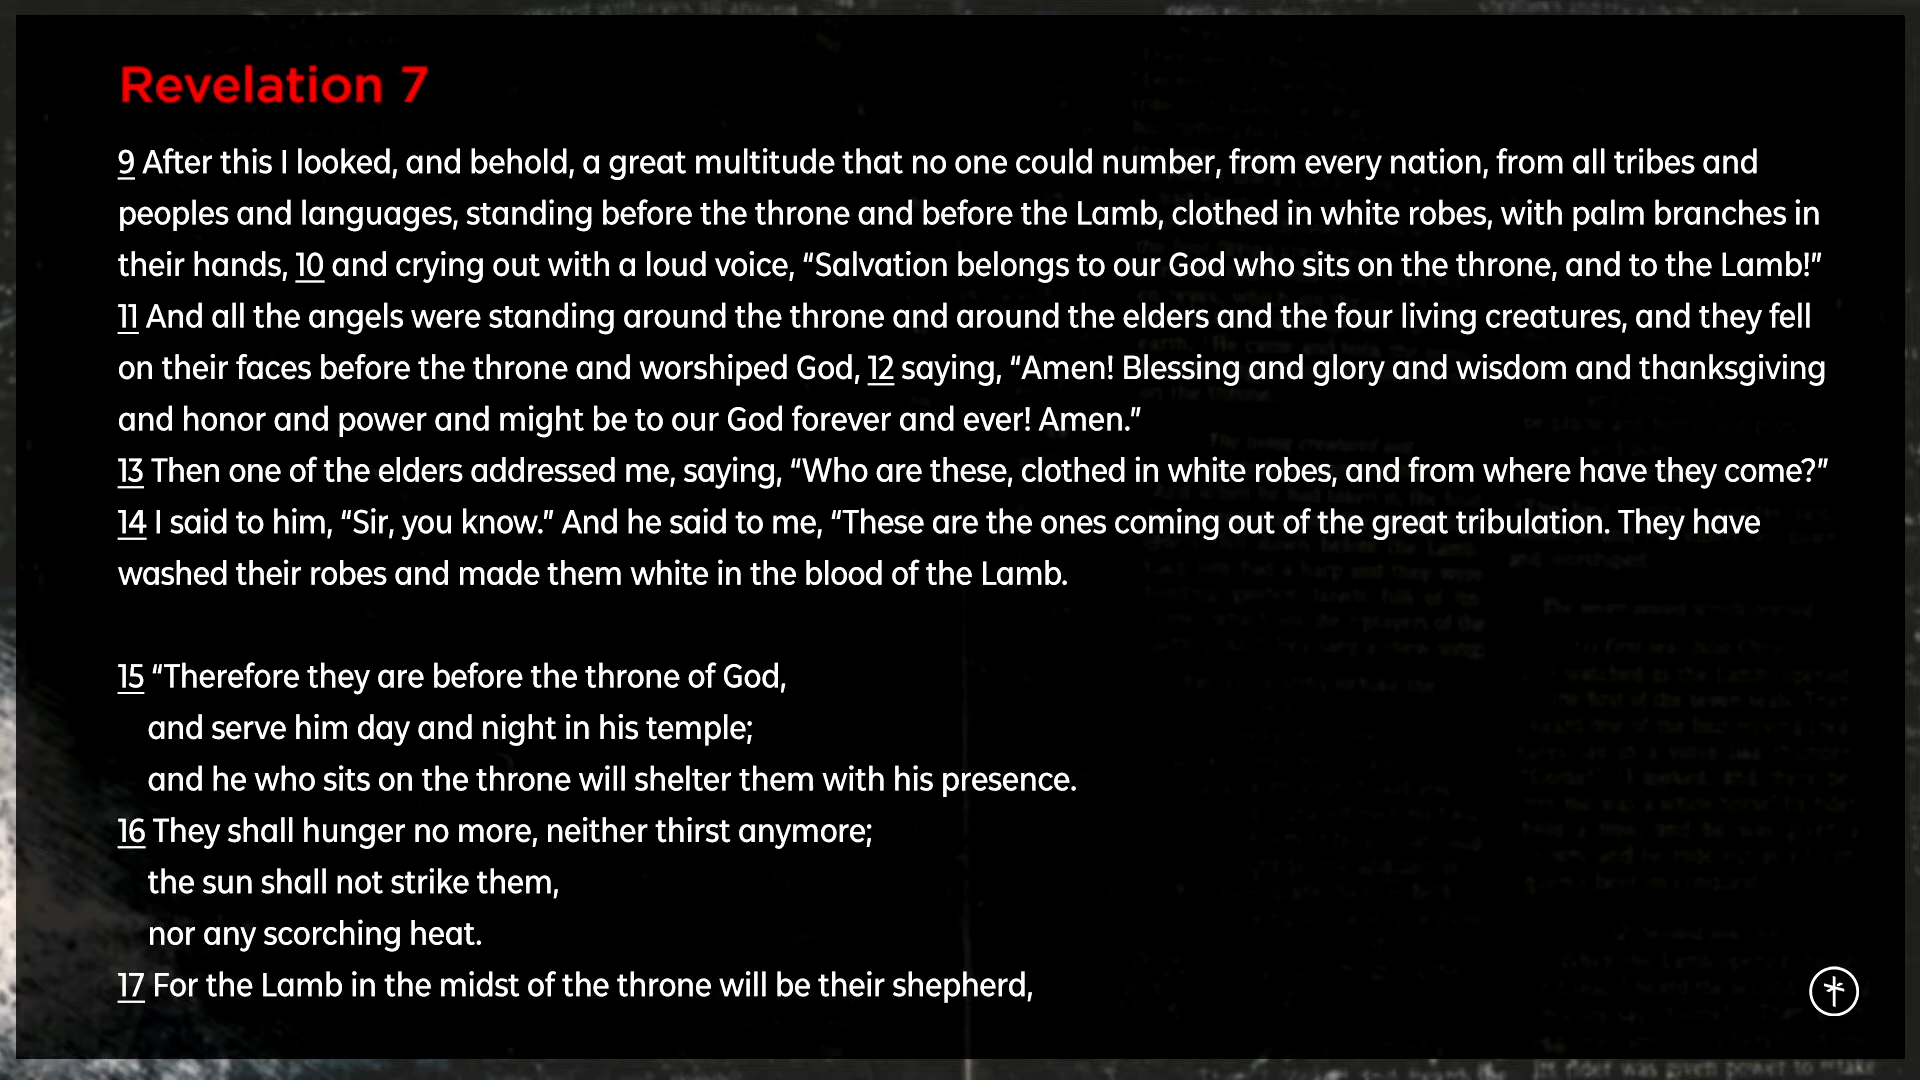 Revelation 7
9 After this I looked, and behold, a great multitude that no one could number, from every nation, from all tribes and
peoples and languages, standing before the throne and before the Lamb, clothed in white robes, with palm branches in
their hands, 10 and crying out with a loud voice, “Salvation belongs to our God who sits on the throne, and to the Lamb!”
11 And all the angels were standing around the throne and around the elders and the four living creatures, and they fell
on their faces before the throne and worshiped God, 12 saying, “Amen! Blessing and glory and wisdom and thanksgiving
and honor and power and might be to our God forever and ever! Amen.”
13 Then one of the elders addressed me, saying, “Who are these, clothed in white robes, and from where have they come?”
14 I said to him, “Sir, you know.” And he said to me, “These are the ones coming out of the great tribulation. They have
washed their robes and made them white in the blood of the Lamb.
15 “Therefore they are before the throne of God,
and serve him day and night in his temple;
and he who sits on the throne will shelter them with his presence.
16 They shall hunger no more, neither thirst anymore;
the sun shall not strike them,
nor any scorching heat.
17 For the Lamb in the midst of the throne will be their shepherd,